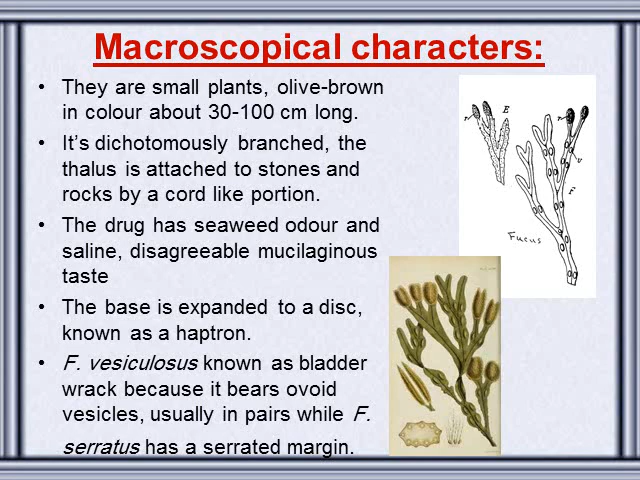 Macroscopical characters:
• They are small plants, olive-brown
in colour about 30-100 cm long.
• It's dichotomously branched, the
thalus is attached to stones and
rocks by a cord like portion.
• The drug has seaweed odour and
saline, disagreeable mucilaginous
taste
• The base is expanded to a disc,
known as a haptron.
• F. vesiculosus known as bladder
wrack because it bears ovoid
vesicles, usually in pairs while F.
serratus has a serrated margin.
E
Fucus